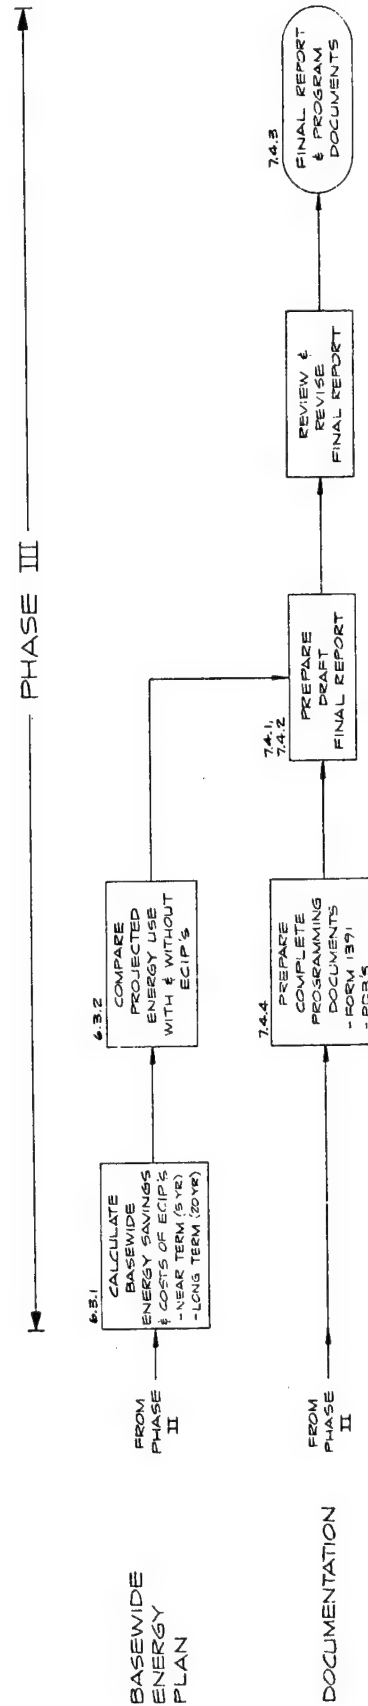 PHASE III
BASEWIDE
ENERGY
PLAN
FROM
PHASE
II
6.3.1
CALCULATE
BASEWIDE
ENERGY SAVINGS
& COSTS OF ECIP'S
- NEAR TERM (5 YR)
- LONG TERM (20 YR)
6.3.2
COMPARE
PROJECTED
ENERGY USE
WITH & WITHOUT
ECIP'S
DOCUMENTATION
FROM
PHASE
II
7.4.4
PREPARE
COMPLETE
PROGRAMMING
DOCUMENTS
- FORM 1391
7.4.1,
7.4.2
PREPARE
DRAFT
FINAL REPORT
REVIEW &
REVISE
FINAL REPORT
7.4.3
FINAL REPORT
& PROGRAM
DOCUMENTS